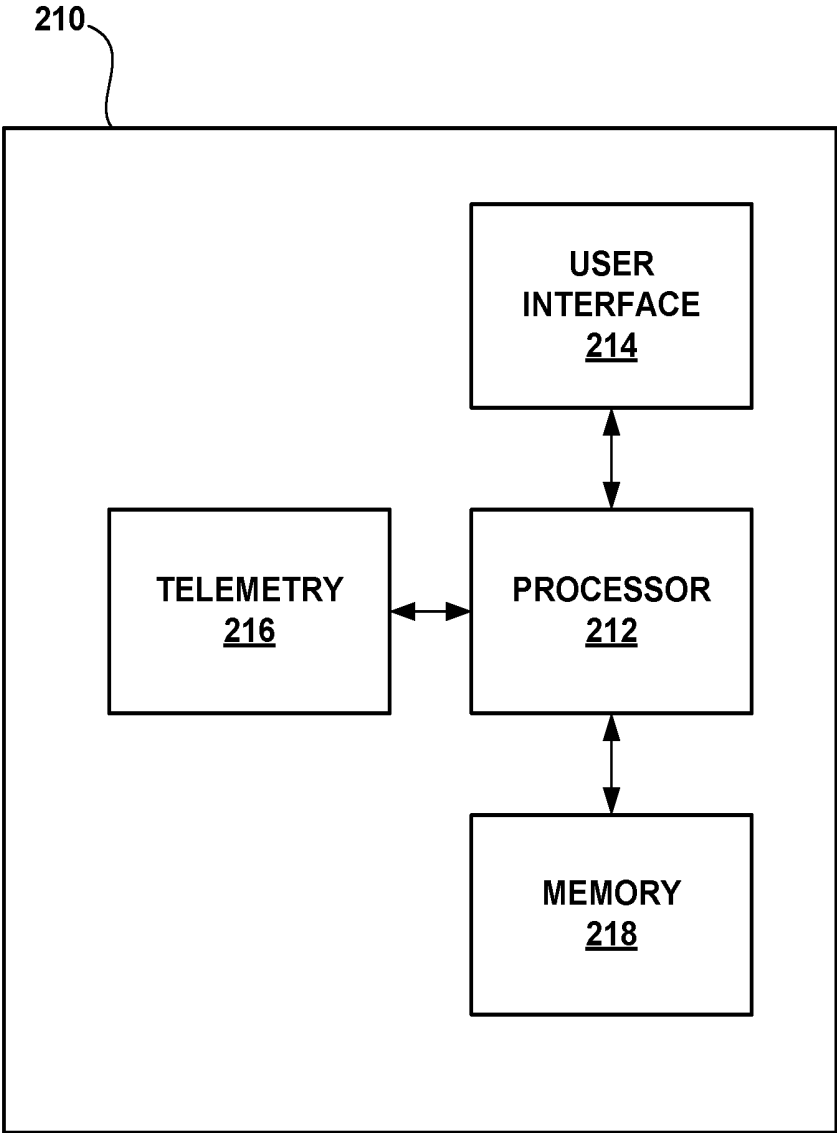 210
USER
INTERFACE
214
TELEMETRY
216
PROCESSOR
212
MEMORY
218